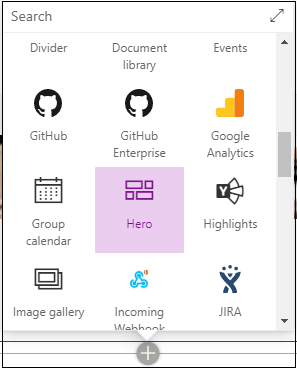 Search
Divider
Document
library
Events
GitHub
GitHub
Enterprise
Google
Analytics
Group
calendar
Hero
Highlights
Image gallery
Incoming
Webhook
JIRA